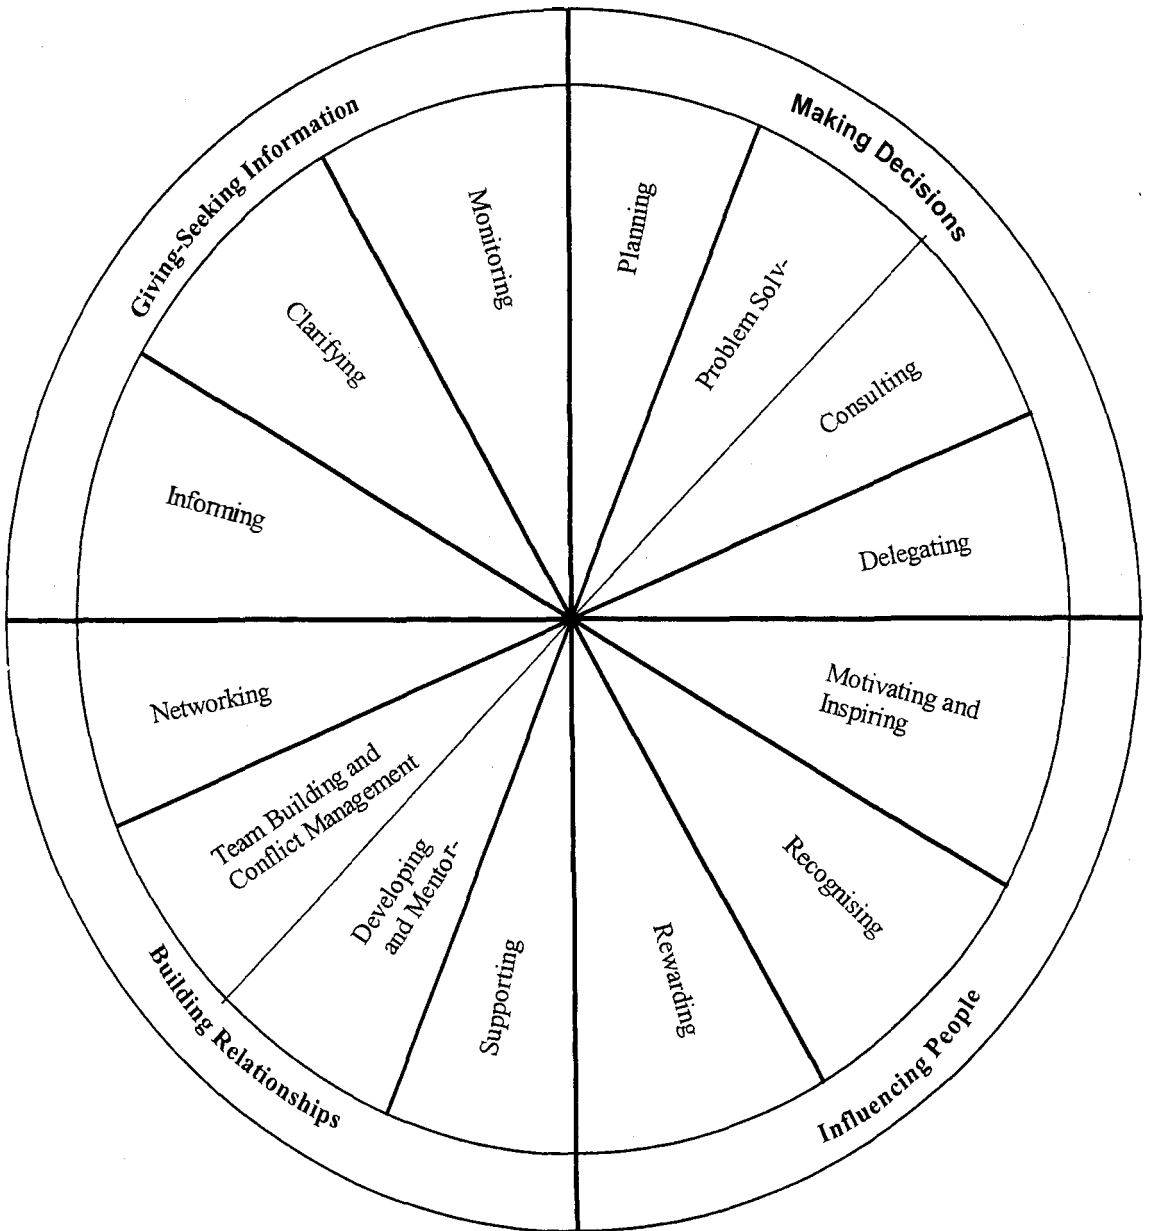 Making Decisions
Planning
Problem Solv-
Consulting
Delegating
Influencing People
Motivating and
Inspiring
Recognising
Rewarding
Building Relationships
Supporting
Developing
and Mentor-
Team Building and
Conflict Management
Networking
Giving-Seeking Information
Informing
Clarifying
Monitoring